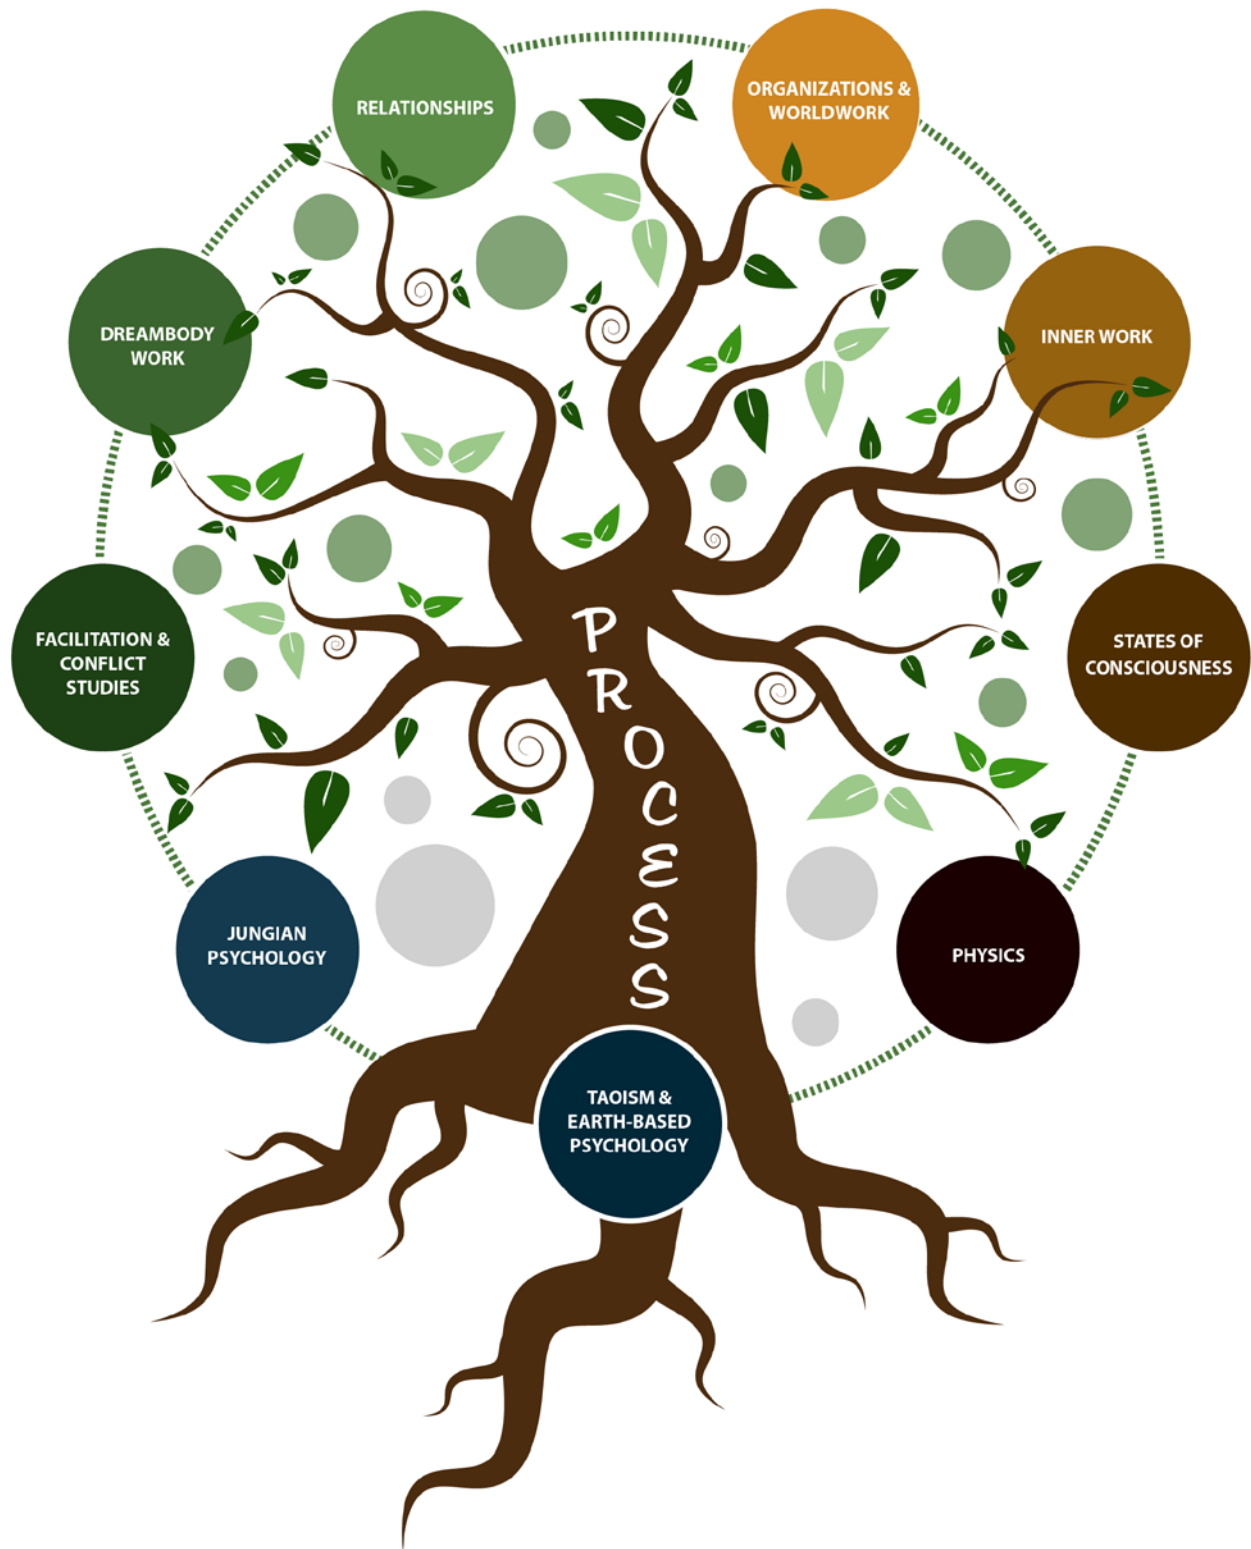 RELATIONSHIPS
ORGANIZATIONS &
WORLDWORK
DREAMBODY
WORK
INNER WORK
FACILITATION &
CONFLICT
STUDIES
STATES OF
CONSCIOUSNESS
PROCESS
JUNGIAN
PSYCHOLOGY
PHYSICS
TAOISM &
EARTH-BASED
PSYCHOLOGY